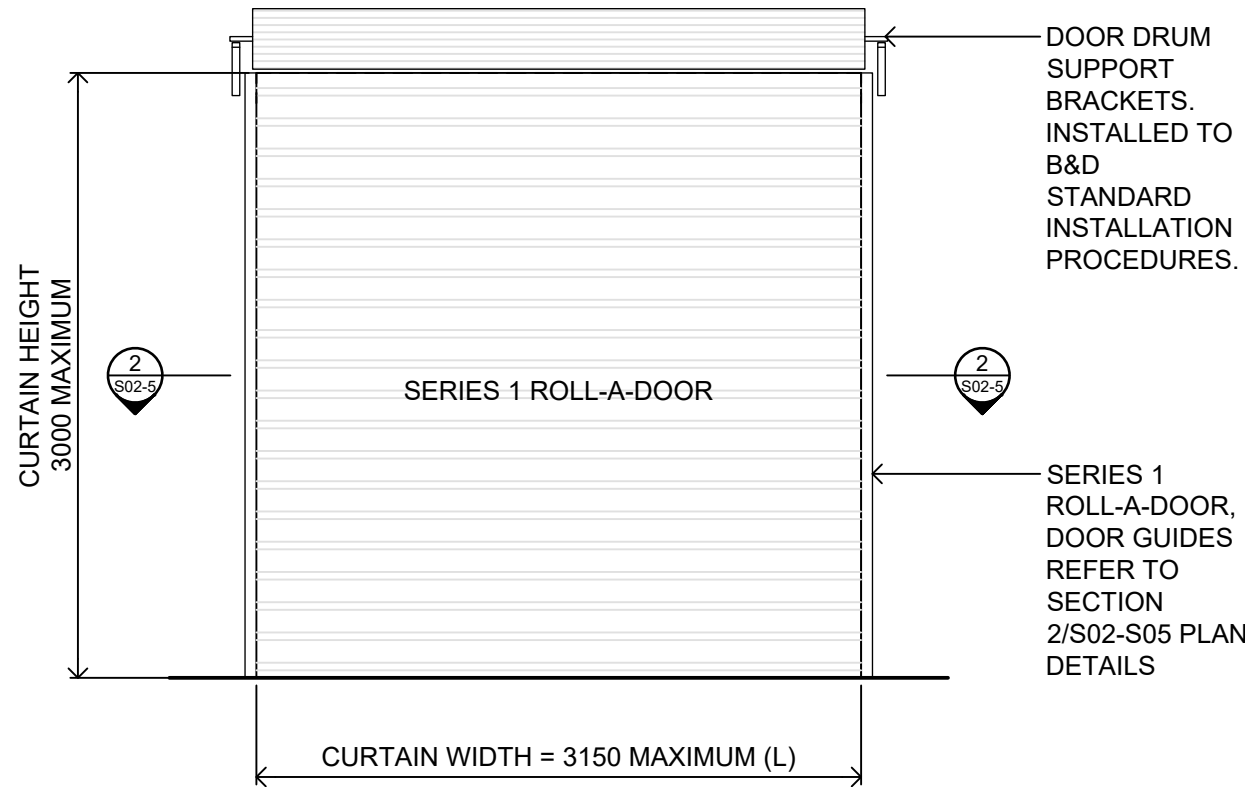 DOOR DRUM
SUPPORT
BRACKETS.
INSTALLED TO
B&D
STANDARD
INSTALLATION
PROCEDURES.
CURTAIN HEIGHT
3000 MAXIMUM
2
S02-5
SERIES 1 ROLL-A-DOOR
2
S02-5
SERIES 1
ROLL-A-DOOR,
DOOR GUIDES
REFER TO
SECTION
2/S02-S05 PLAN
DETAILS
CURTAIN WIDTH = 3150 MAXIMUM (L)